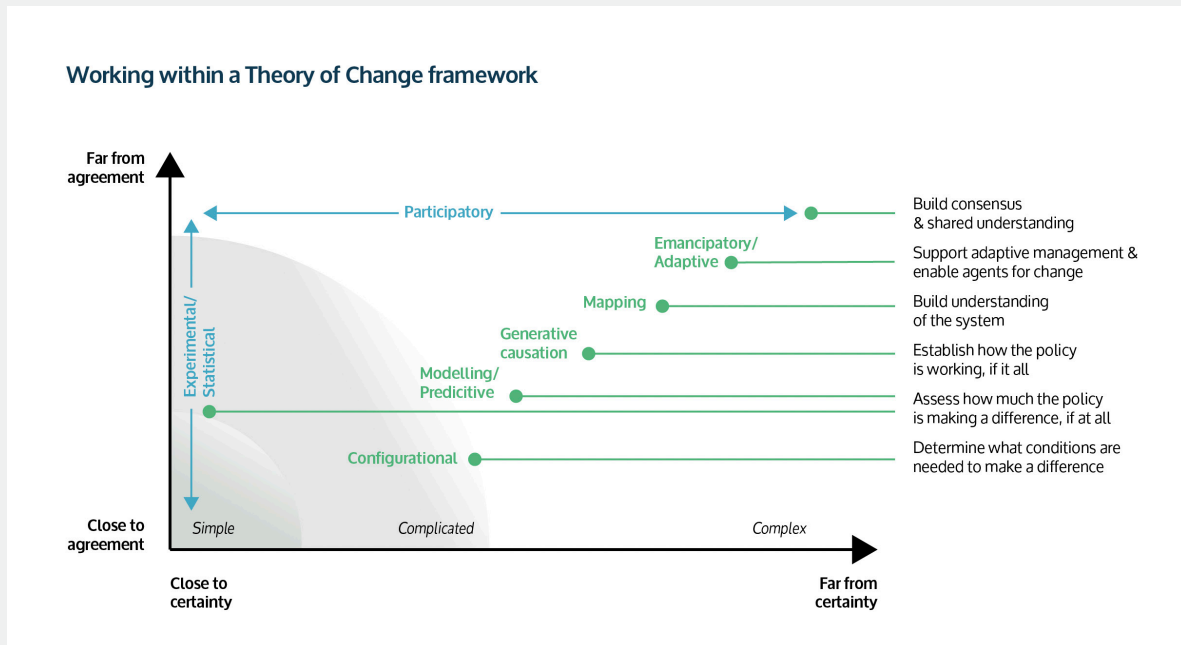 Working within a Theory of Change framework
Far from
agreement
Participatory
Build consensus
& shared understanding
Emancipatory/
Adaptive
Support adaptive management &
enable agents for change
Mapping
Build understanding
of the system
Experimental/
Statistical
Generative
causation
Establish how the policy
is working, if it all
Modelling/
Predicitive
Assess how much the policy
is making a difference, if at all
Configurational
Determine what conditions are
needed to make a difference
Close to
agreement
Simple
Complicated
Complex
Close to
certainty
Far from
certainty